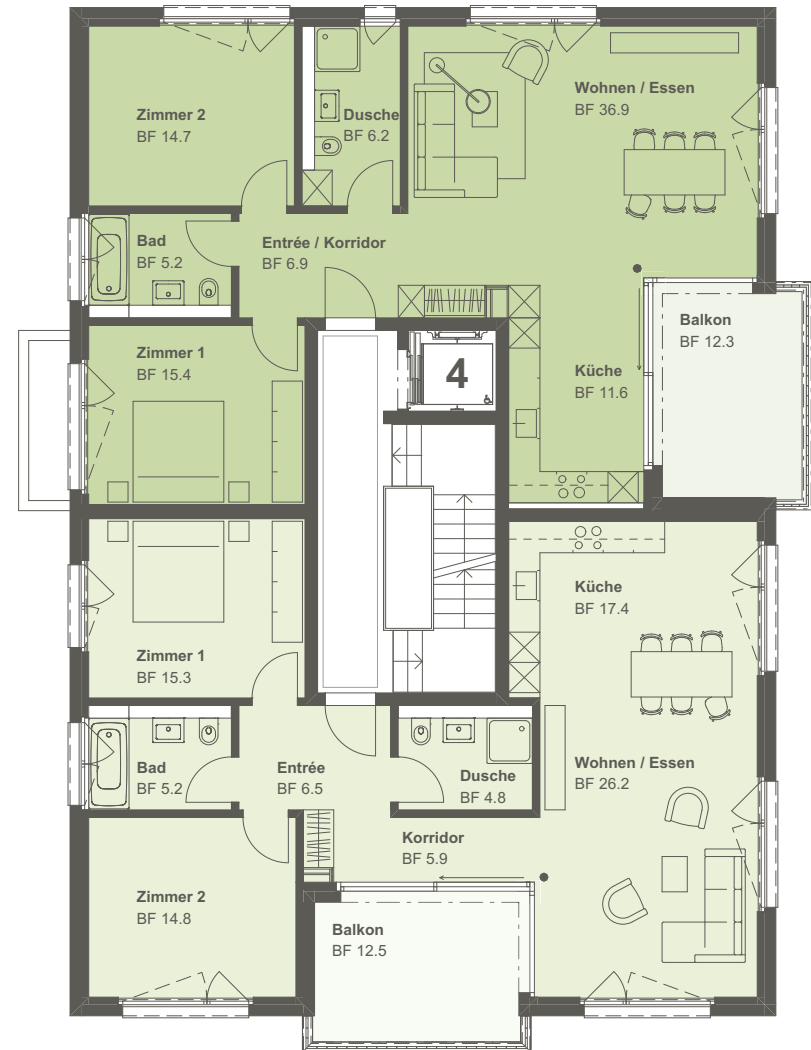 Zimmer 2
BF 14.7
Dusche
BF 6.2
Wohnen / Essen
BF 36.9
Bad
BF 5.2
Entrée / Korridor
BF 6.9
Zimmer 1
BF 15.4
4
Küche
BF 11.6
Balkon
BF 12.3
Zimmer 1
BF 15.3
Küche
BF 17.4
Bad
BF 5.2
Entrée
BF 6.5
Dusche
BF 4.8
Wohnen / Essen
BF 26.2
Korridor
BF 5.9
Zimmer 2
BF 14.8
Balkon
BF 12.5